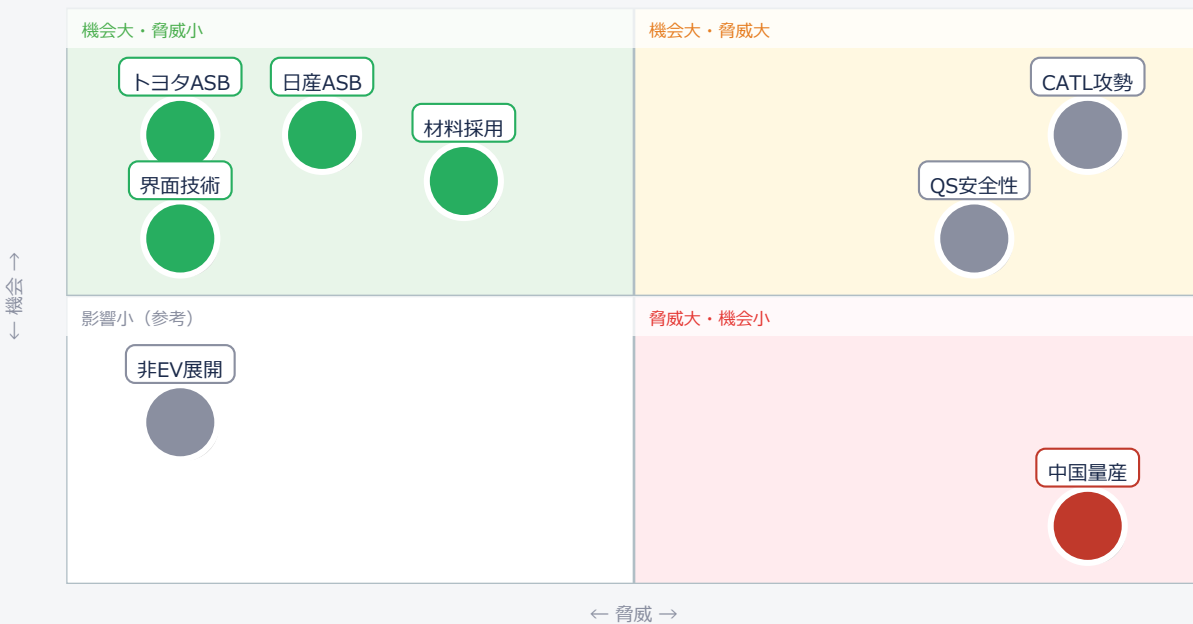 機会大・脅威小
機会大・脅威大
トヨタASB
日産ASB
CATL攻勢
材料採用
界面技術
QS安全性
← 機会 →
影響小（参考）
脅威大・機会小
非EV展開
中国量産
← 脅威 →